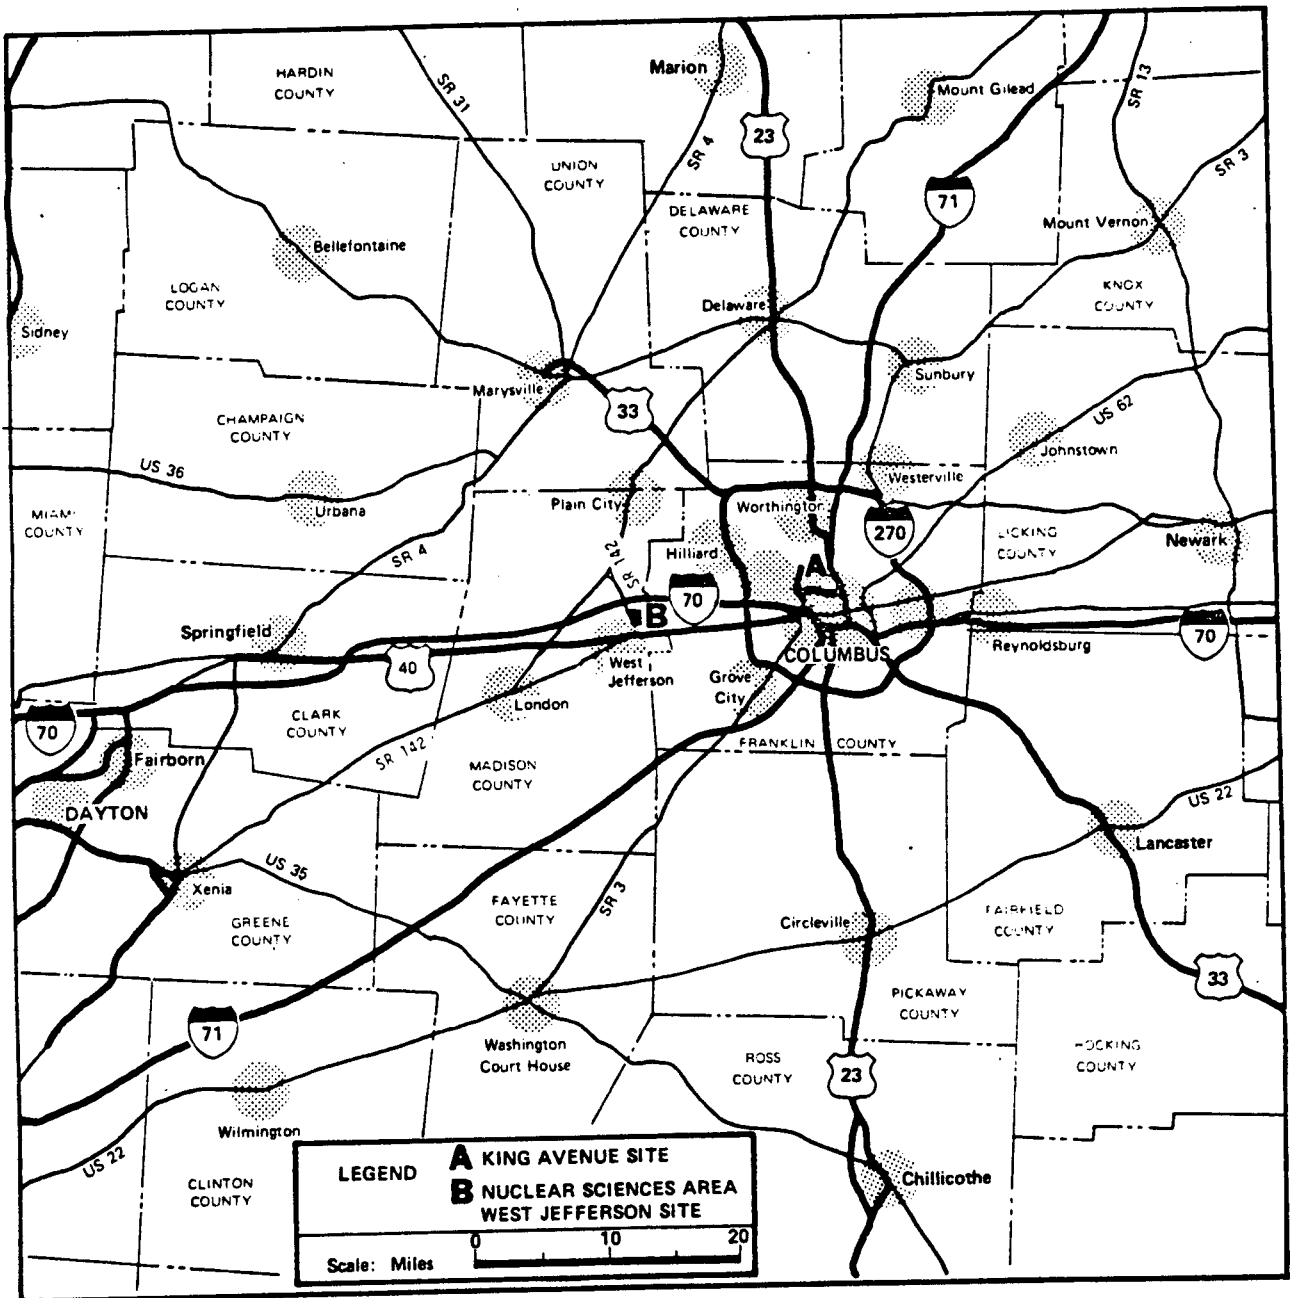 HARDIN
COUNTY
SR 31
Marion
23
SR 4
Mount Gilead
SR 13
UNION
COUNTY
DELAWARE
COUNTY
71
SR 3
Mount Vernon
Bellefontaine
LOGAN
COUNTY
KNOX
COUNTY
Sidney
Delaware
Marysville
33
Sunbury
CHAMPAIGN
COUNTY
US 62
Johnstown
US 36
Urbana
Plain City
Worthington
Westerville
MIAMI
COUNTY
SR 4
SR 142
Hilliard
270
LICKING
COUNTY
Newark
A
B
70
Springfield
40
West
Jefferson
COLUMBUS
Reynoldsburg
70
London
Grove
City
70
CLARK
COUNTY
FRANKLIN COUNTY
Fairborn
SR 142
MADISON
COUNTY
DAYTON
US 22
Lancaster
Xenia
US 35
FAYETTE
COUNTY
SR 3
GREENE
COUNTY
Circleville
FAIRFIELD
COUNTY
33
PICKAWAY
COUNTY
71
Washington
Court House
ROSS
COUNTY
23
HOCKING
COUNTY
Wilmington
US 22
CLINTON
COUNTY
Chillicothe
LEGEND
A KING AVENUE SITE
B NUCLEAR SCIENCES AREA
WEST JEFFERSON SITE
Scale: Miles
0 10 20